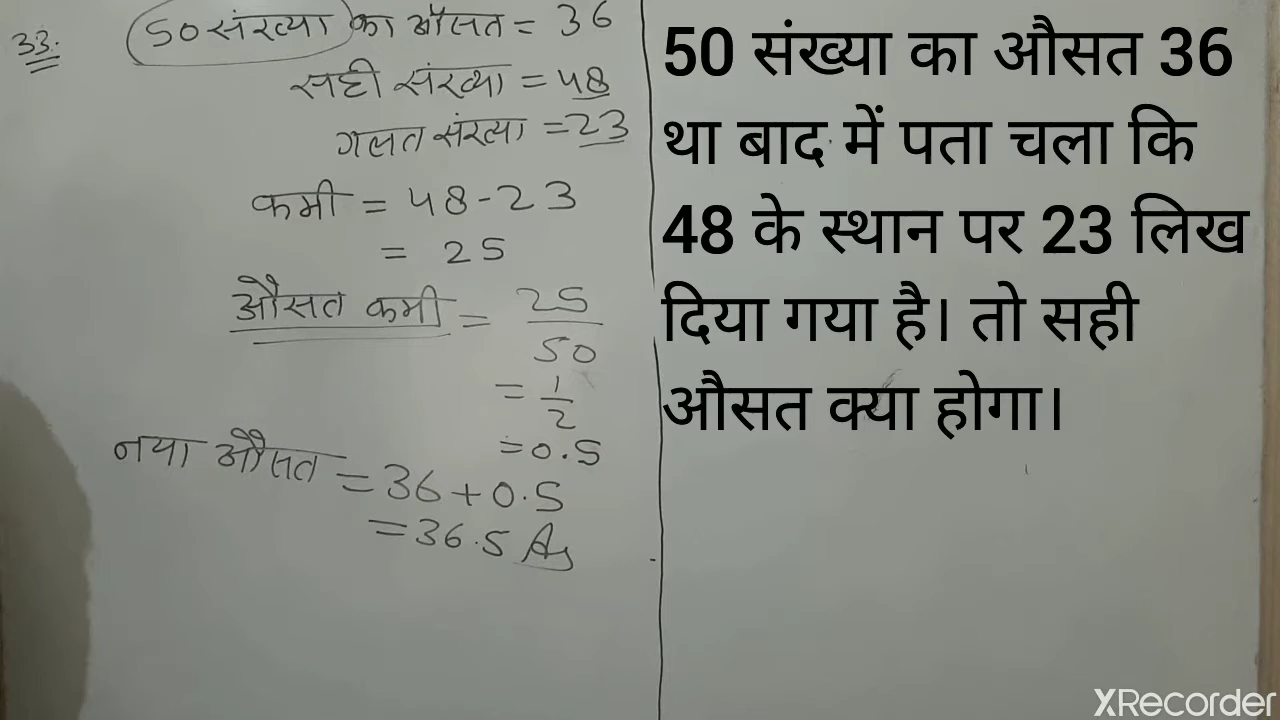 33.
50 संख्या का औसत = 36
सही संख्या = 48
गलत संख्या = 23
कमी = 48 - 23
= 25
औसत कमी = 25/50
= 1/2
= 0.5
नया औसत = 36 + 0.5
= 36.5 Ans
50 संख्या का औसत 36
था बाद में पता चला कि
48 के स्थान पर 23 लिख
दिया गया है। तो सही
औसत क्या होगा।
XRecorder